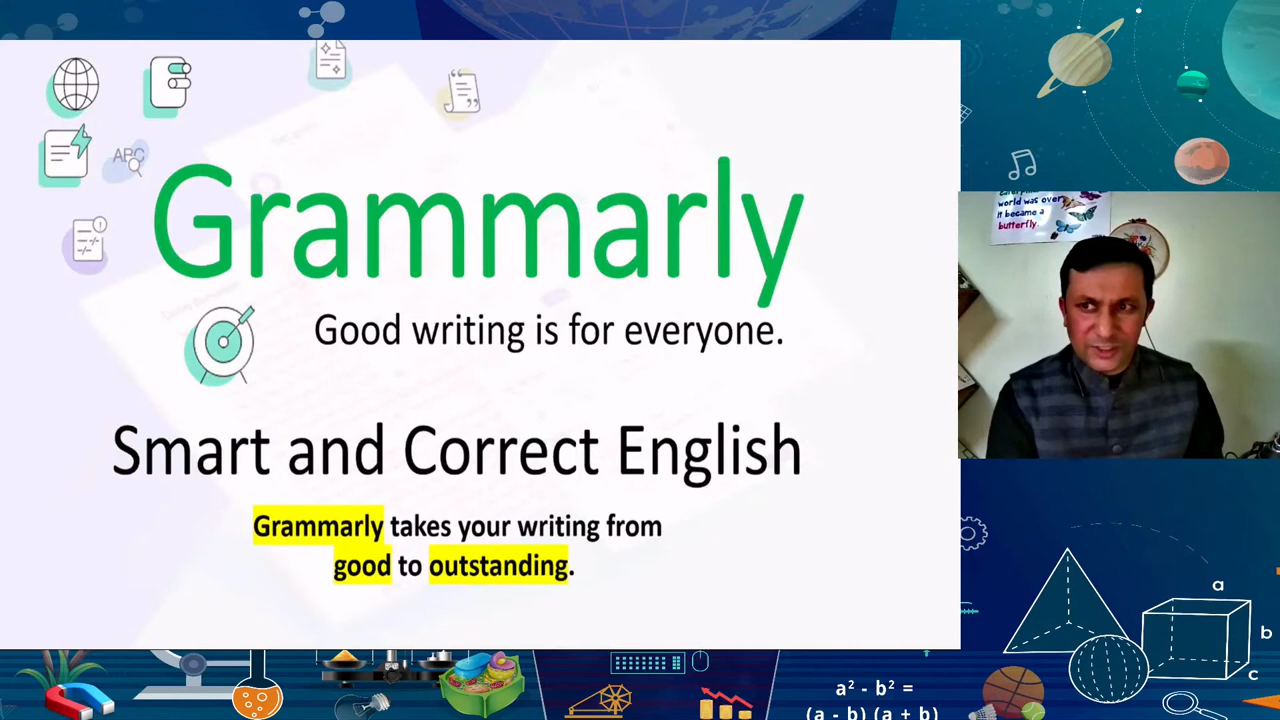 ABC
Grammarly
Good writing is for everyone.
Smart and Correct English
Grammarly takes your writing from
good to outstanding.
world was over
it became a
butterfly.
a
b
c
a² - b² =
(a - b) (a + b)